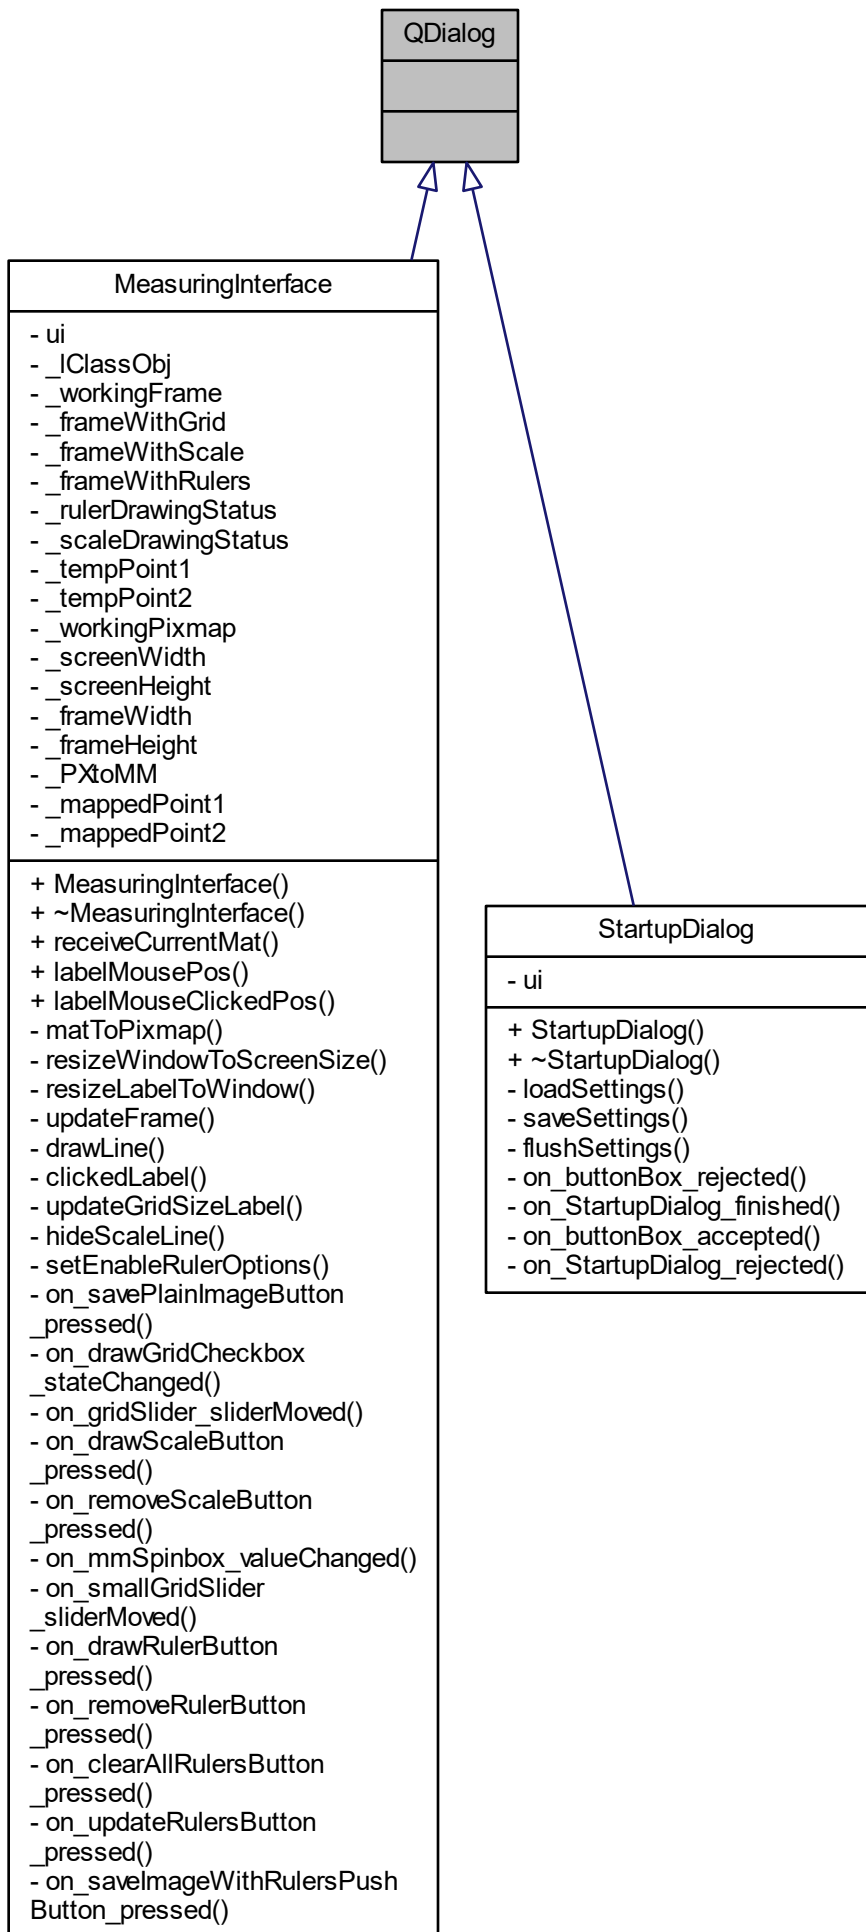 QDialog
MeasuringInterface
- ui
- _lClassObj
- _workingFrame
- _frameWithGrid
- _frameWithScale
- _frameWithRulers
- _rulerDrawingStatus
- _scaleDrawingStatus
- _tempPoint1
- _tempPoint2
- _workingPixmap
- _screenWidth
- _screenHeight
- _frameWidth
- _frameHeight
- _PXtoMM
- _mappedPoint1
- _mappedPoint2
+ MeasuringInterface()
+ ~MeasuringInterface()
+ receiveCurrentMat()
+ labelMousePos()
+ labelMouseClickedPos()
- matToPixmap()
- resizeWindowToScreenSize()
- resizeLabelToWindow()
- updateFrame()
- drawLine()
- clickedLabel()
- updateGridSizeLabel()
- hideScaleLine()
- setEnableRulerOptions()
- on_savePlainImageButton
_pressed()
- on_drawGridCheckbox
_stateChanged()
- on_gridSlider_sliderMoved()
- on_drawScaleButton
_pressed()
- on_removeScaleButton
_pressed()
- on_mmSpinbox_valueChanged()
- on_smallGridSlider
_sliderMoved()
- on_drawRulerButton
_pressed()
- on_removeRulerButton
_pressed()
- on_clearAllRulersButton
_pressed()
- on_updateRulersButton
_pressed()
- on_saveImageWithRulersPush
Button_pressed()
StartupDialog
- ui
+ StartupDialog()
+ ~StartupDialog()
- loadSettings()
- saveSettings()
- flushSettings()
- on_buttonBox_rejected()
- on_StartupDialog_finished()
- on_buttonBox_accepted()
- on_StartupDialog_rejected()